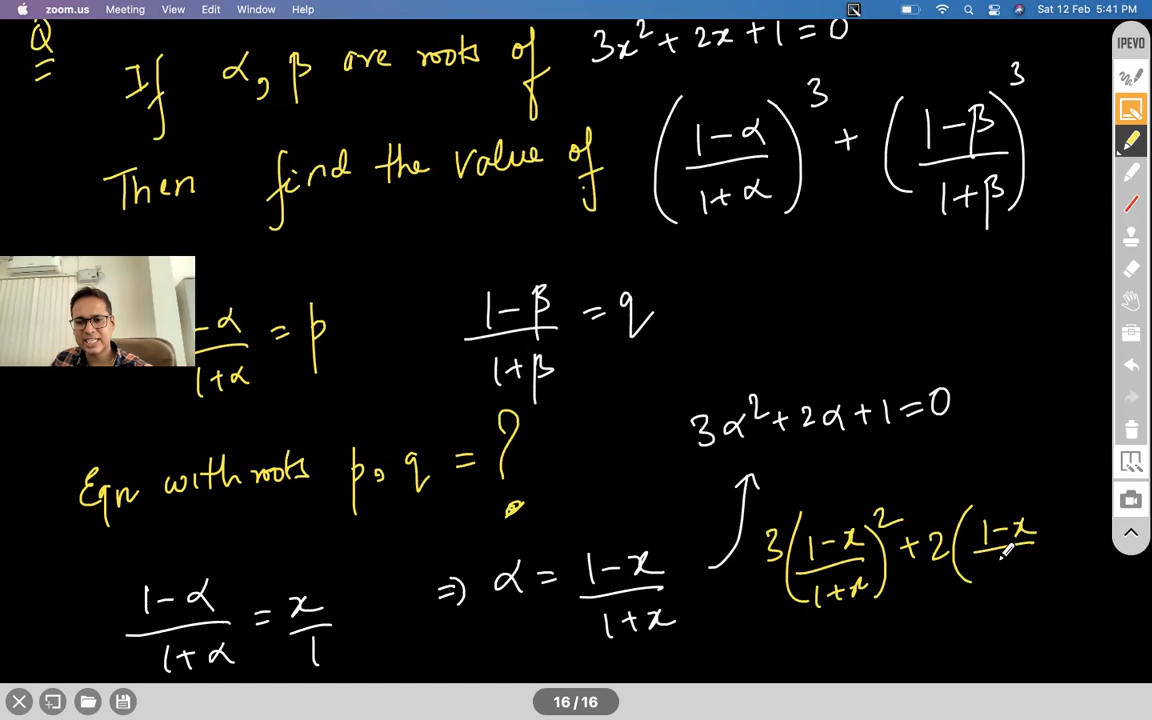 zoom.us Meeting View Edit Window Help Sat 12 Feb 5:41 PM
IPEVO
Q If α, β are roots of 3x² + 2x + 1 = 0
Then find the value of ((1-α)/(1+α))³ + ((1-β)/(1+β))³
-α/(1+α) = p (1-β)/(1+β) = q
3α² + 2α + 1 = 0
Eqn with roots p, q = ?
3((1-x)/(1+x))² + 2(1-x
(1-α)/(1+α) = x/1 ⇒ α = (1-x)/(1+x)
16 / 16